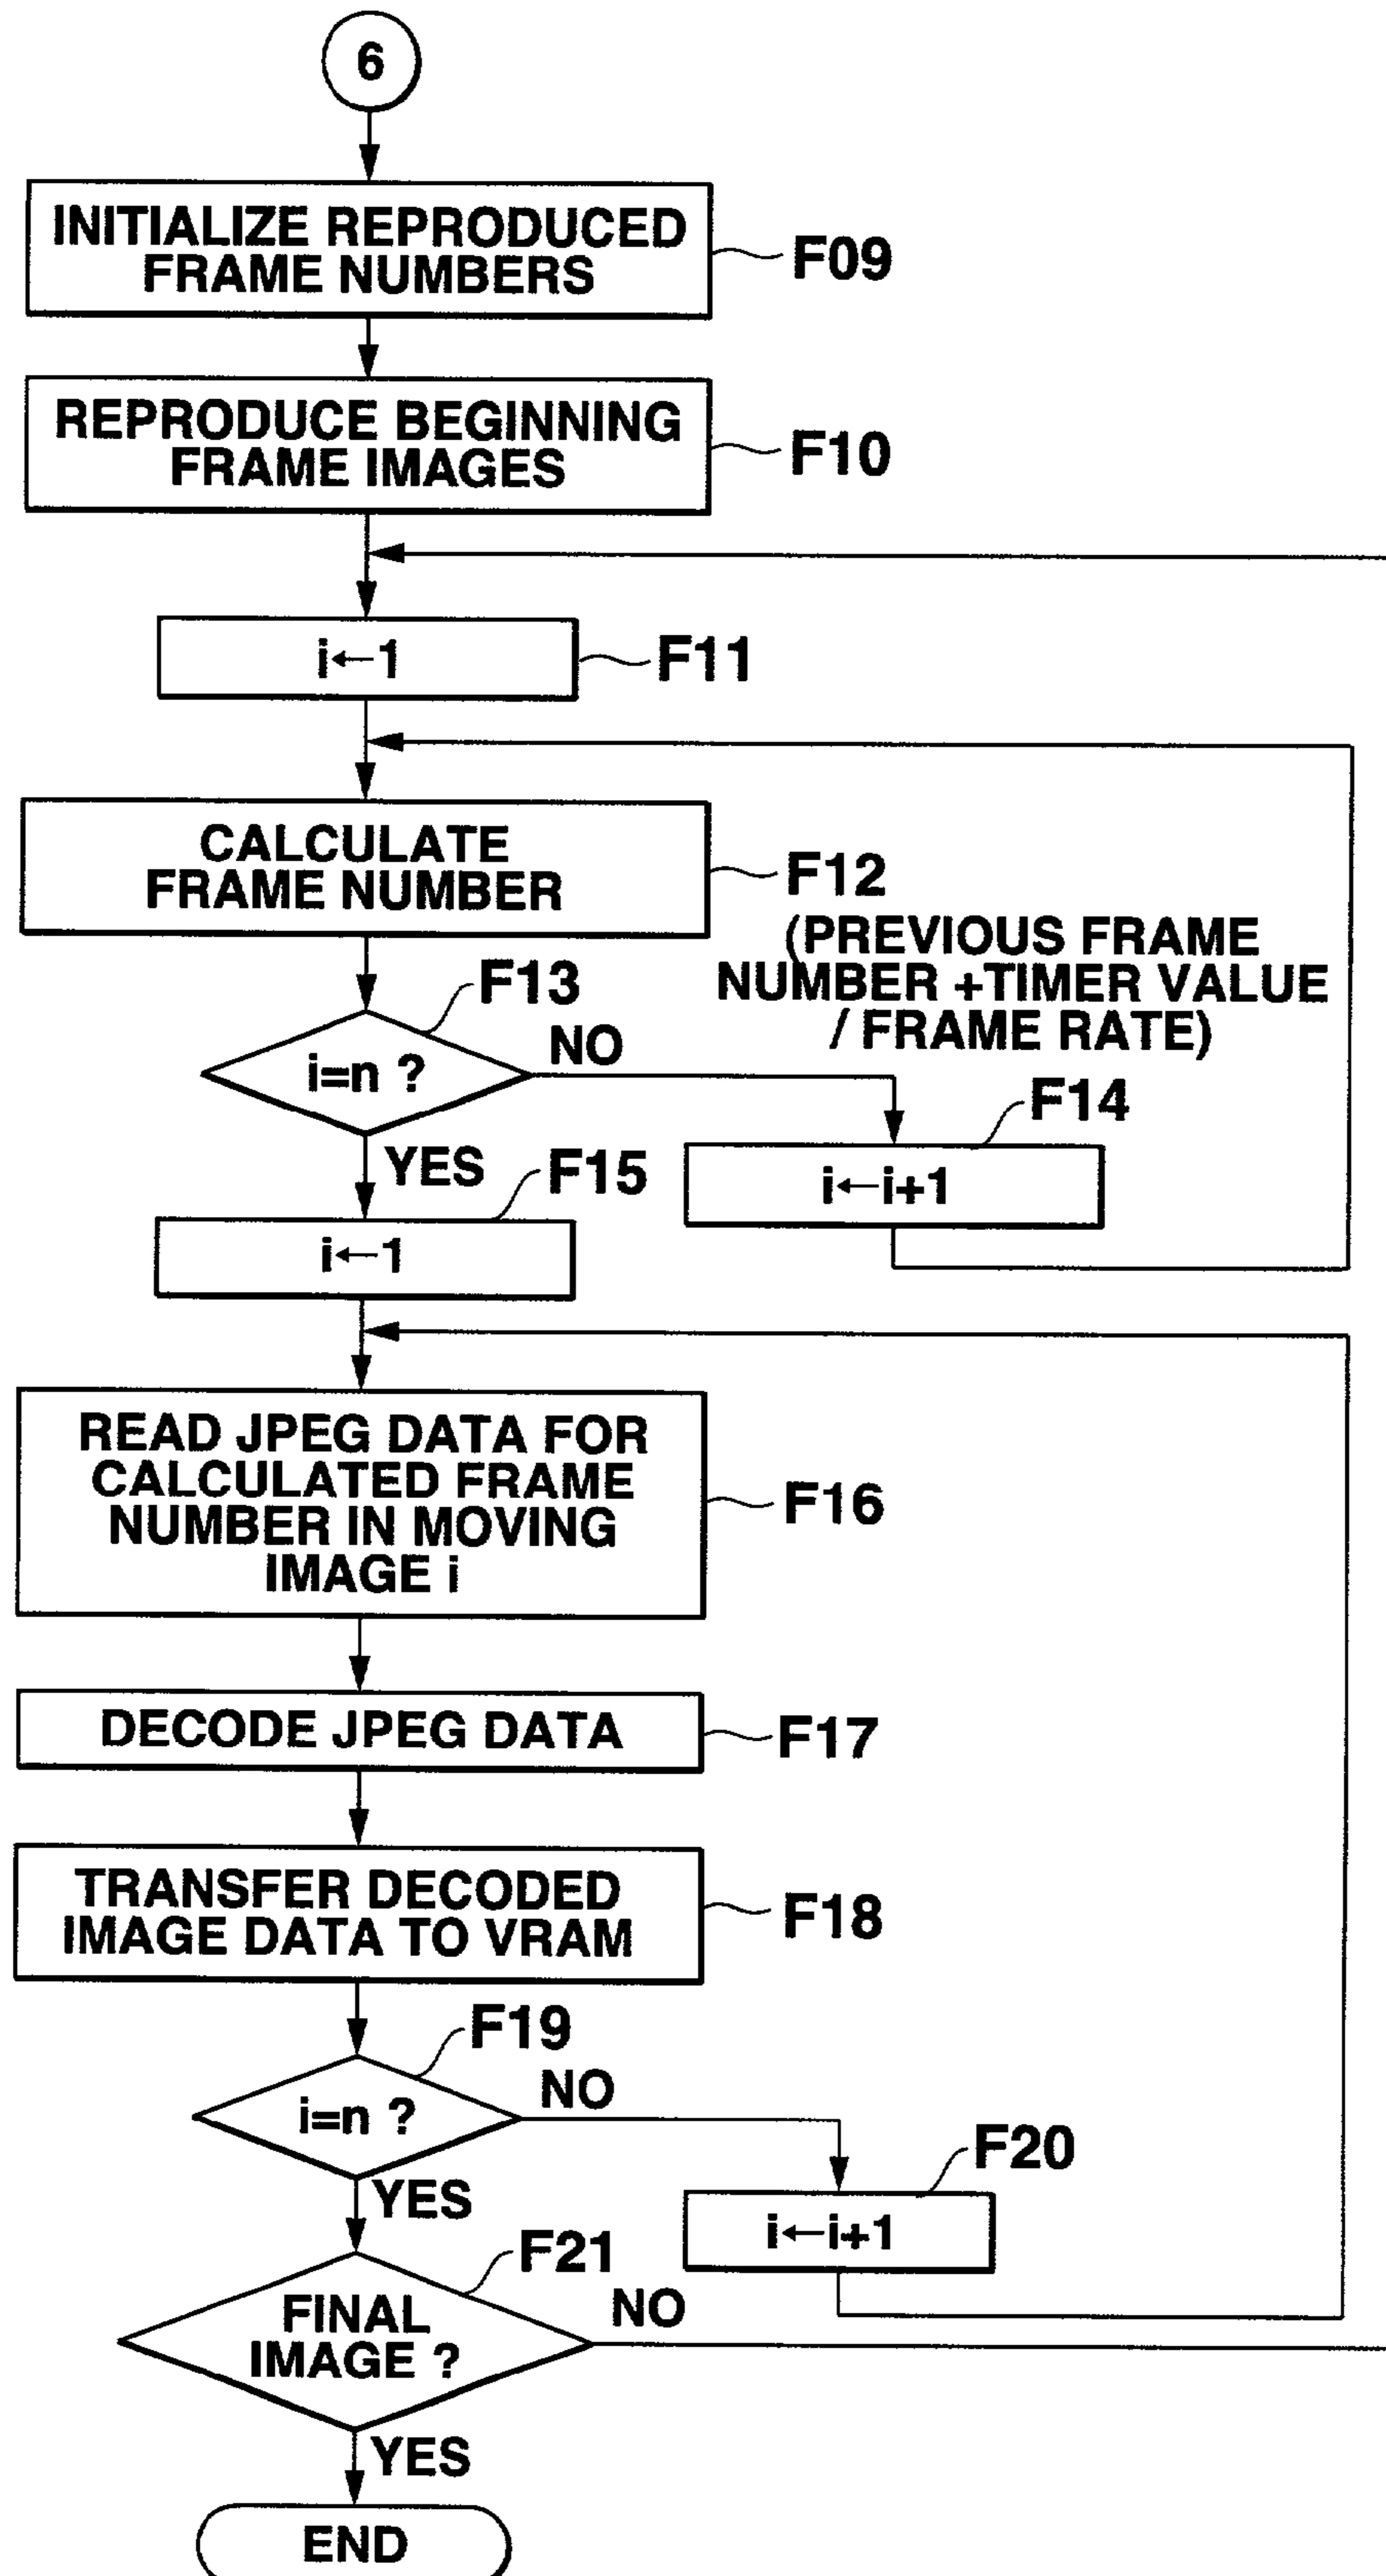 6
INITIALIZE REPRODUCED
FRAME NUMBERS
F09
REPRODUCE BEGINNING
FRAME IMAGES
F10
i←1
F11
CALCULATE
FRAME NUMBER
F12
(PREVIOUS FRAME
NUMBER +TIMER VALUE
/ FRAME RATE)
F13
i=n ?
NO
F14
i←i+1
YES
F15
i←1
READ JPEG DATA FOR
CALCULATED FRAME
NUMBER IN MOVING
IMAGE i
F16
DECODE JPEG DATA
F17
TRANSFER DECODED
IMAGE DATA TO VRAM
F18
F19
i=n ?
NO
F20
i←i+1
YES
F21
FINAL
IMAGE ?
NO
YES
END